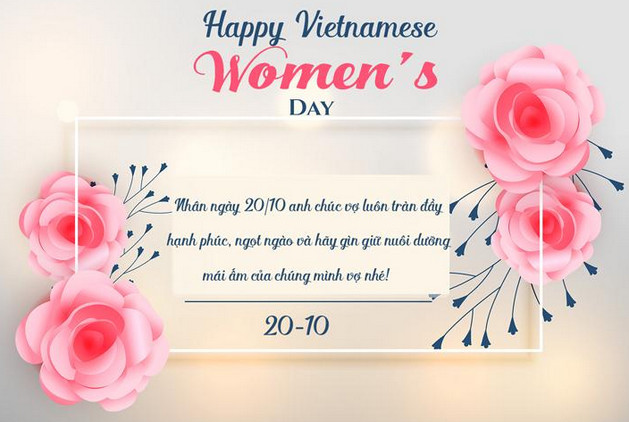 Happy Vietnamese
Women's
Day
Nhân ngày 20/10 anh chúc vợ luôn tràn đầy
hạnh phúc, ngọt ngào và hãy gìn giữ nuôi dưỡng
mái ấm của chúng mình vợ nhé!
20-10